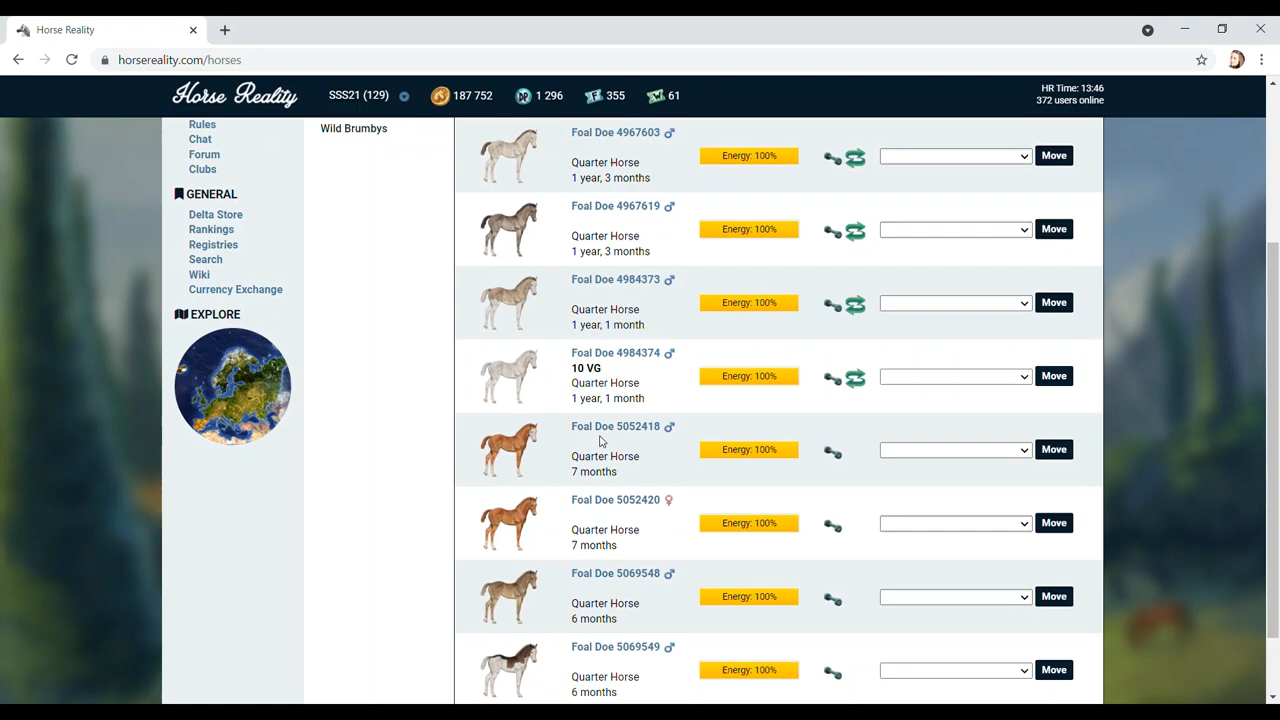 Horse Reality
horsereality.com/horses
Horse Reality
SSS21 (129)
187 752
DP
1 296
F
355
W
61
HR Time: 13:46
372 users online
Rules
Chat
Forum
Clubs
GENERAL
Delta Store
Rankings
Registries
Search
Wiki
Currency Exchange
EXPLORE
Wild Brumbys
Foal Doe 4967603
Quarter Horse
1 year, 3 months
Energy: 100%
Move
Foal Doe 4967619
Quarter Horse
1 year, 3 months
Energy: 100%
Move
Foal Doe 4984373
Quarter Horse
1 year, 1 month
Energy: 100%
Move
Foal Doe 4984374
10 VG
Quarter Horse
1 year, 1 month
Energy: 100%
Move
Foal Doe 5052418
Quarter Horse
7 months
Energy: 100%
Move
Foal Doe 5052420
Quarter Horse
7 months
Energy: 100%
Move
Foal Doe 5069548
Quarter Horse
6 months
Energy: 100%
Move
Foal Doe 5069549
Quarter Horse
6 months
Energy: 100%
Move